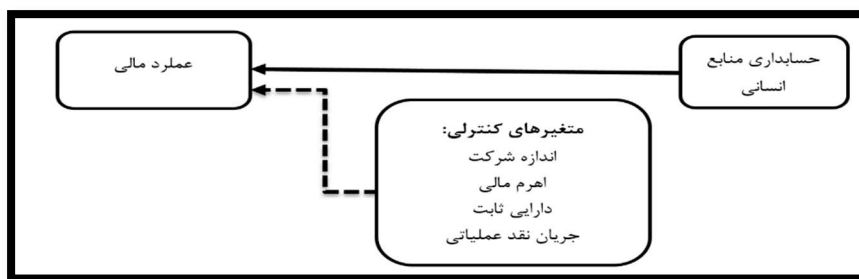 حسابداری منابع
انسانی
عملرد مالی
متغیرهای کنترلی:
اندازه شرکت
اهرم مالی
دارایی ثابت
جریان نقد عملیاتی